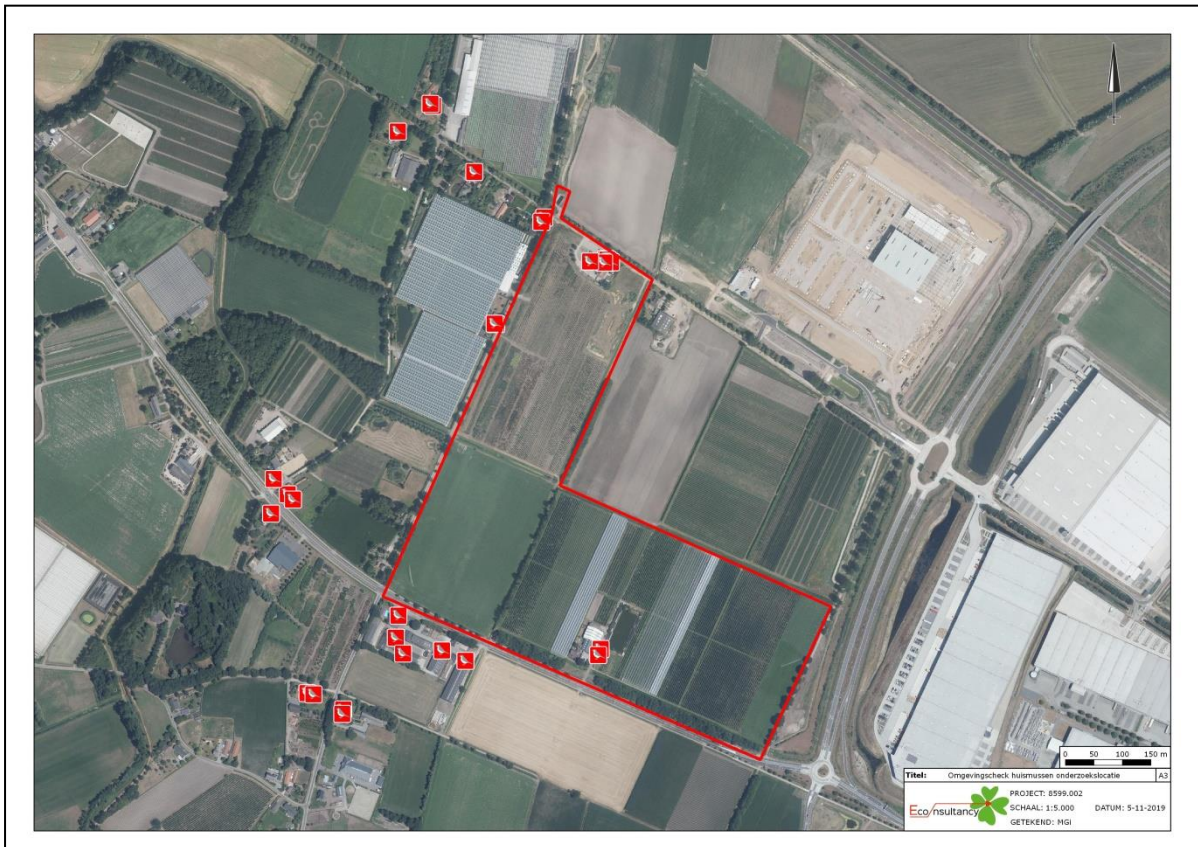 0 50 100 150 m
Titel: Omgevingscheck huismussen onderzoekslocatie A3
Econsultancy
PROJECT: 8599.002
SCHAAL: 1:5.000 DATUM: 5-11-2019
GETEKEND: MGi